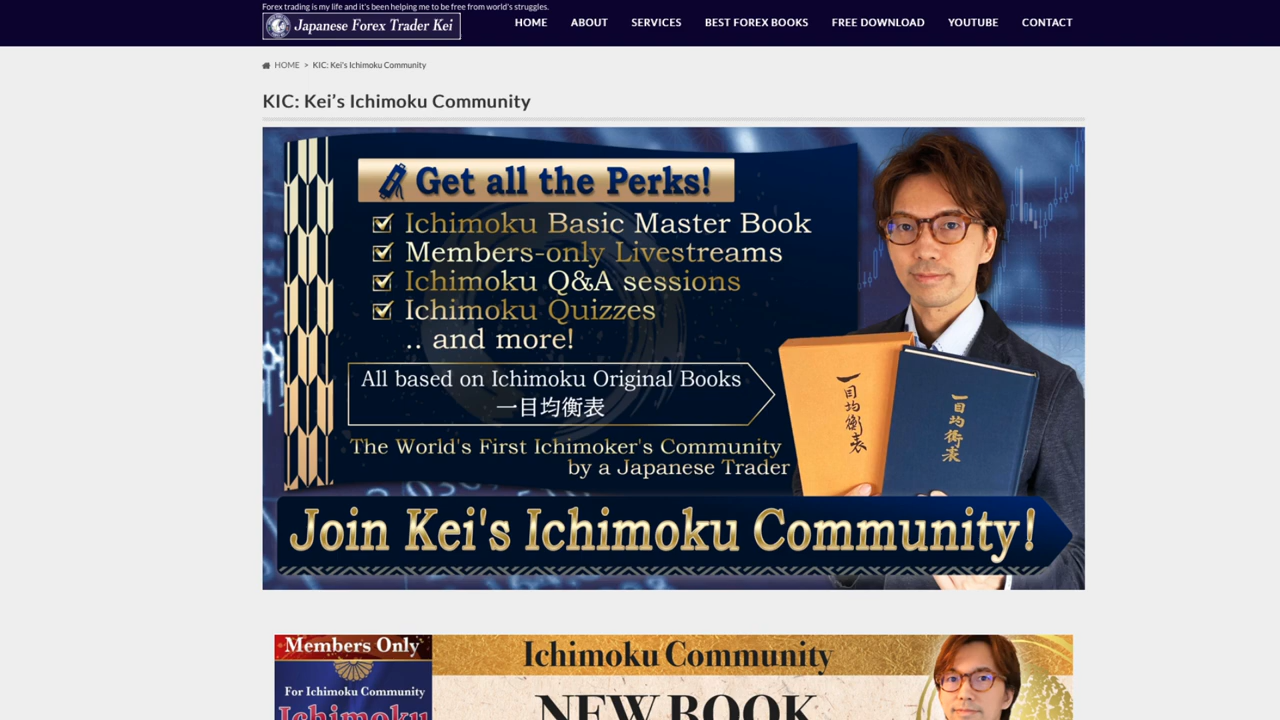 Forex trading is my life and it's been helping me to be free from world's struggles.
Japanese Forex Trader Kei
HOME ABOUT SERVICES BEST FOREX BOOKS FREE DOWNLOAD YOUTUBE CONTACT
HOME > KIC: Kei's Ichimoku Community
KIC: Kei's Ichimoku Community
Get all the Perks!
Ichimoku Basic Master Book
Members-only Livestreams
Ichimoku Q&A sessions
Ichimoku Quizzes
.. and more!
All based on Ichimoku Original Books
一目均衡表
The World's First Ichimoker's Community
by a Japanese Trader
一目均衡表
一目均衡表
Join Kei's Ichimoku Community!
Members Only
For Ichimoku Community
Ichimoku
Ichimoku Community
NEW BOOK